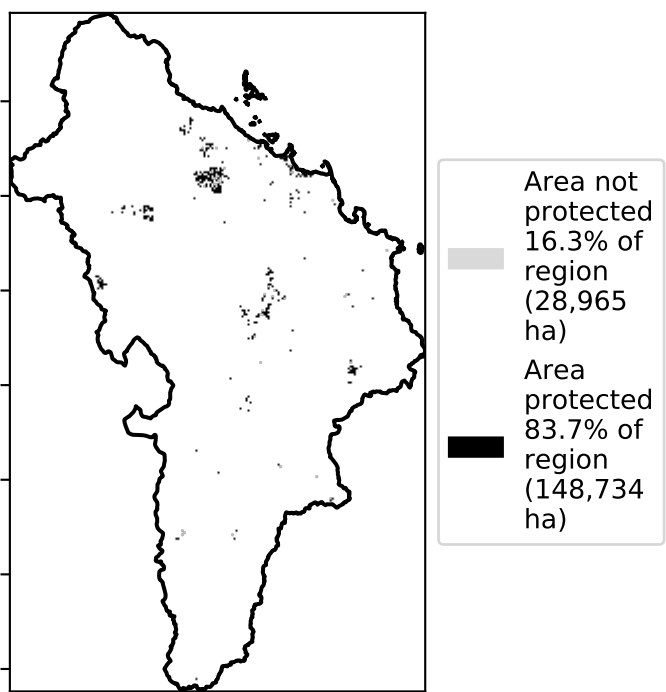 Area not
protected
16.3% of
region
(28,965
ha)
Area
protected
83.7% of
region
(148,734
ha)